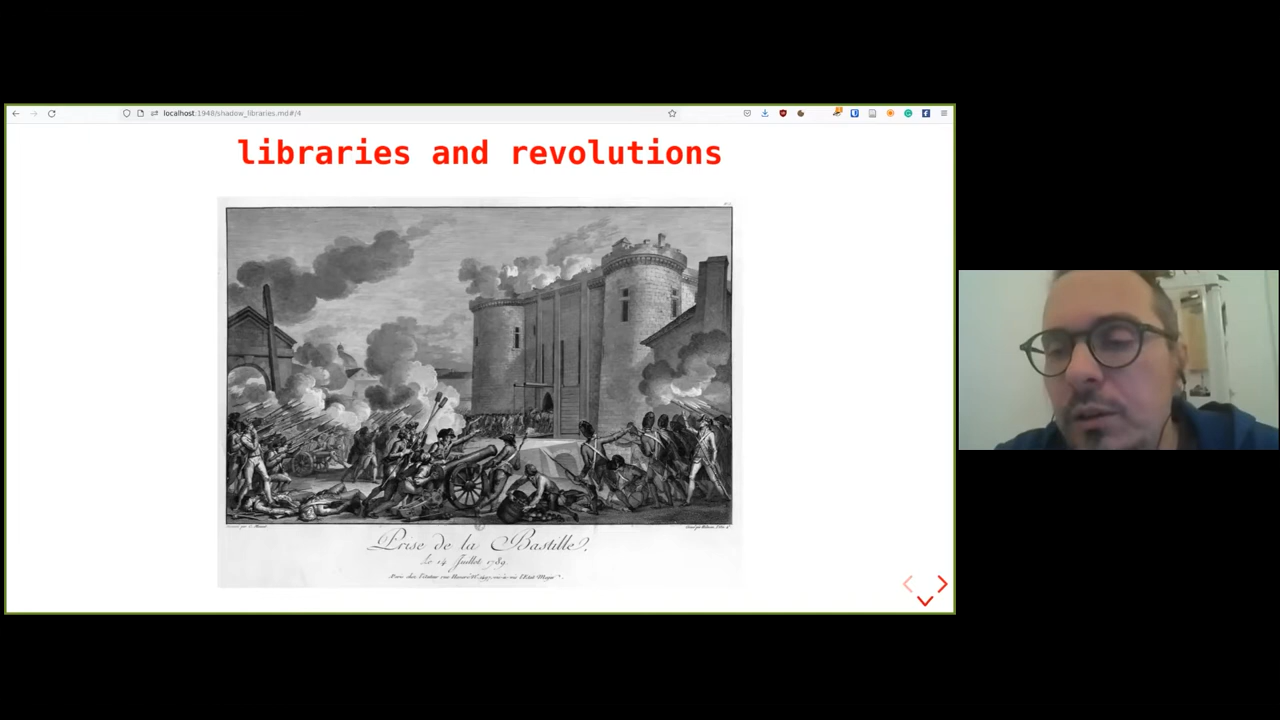 localhost:1948/shadow_libraries.md#/4
libraries and revolutions
Prise de la Bastille,
le 14 Juillet 1789.